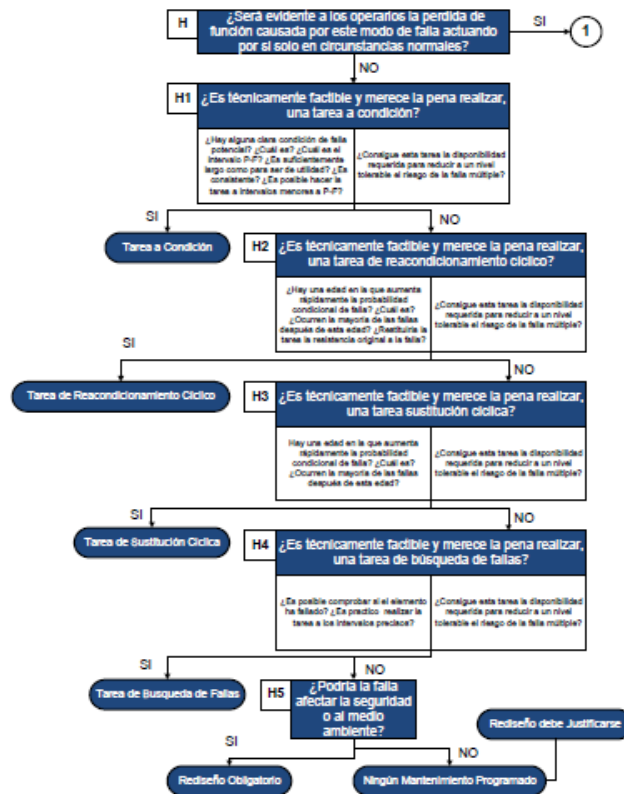 H
¿Será evidente a los operarios la perdida de
función causada por este modo de falla actuando
por si solo en circunstancias normales?
SI
1
NO
H1
¿Es técnicamente factible y merece la pena realizar,
una tarea a condición?
¿Hay alguna clara condición de falla
potencial? ¿Cuál es? ¿Cuál es el
intervalo P-F? ¿Es suficientemente
largo como para ser de utilidad? ¿Es
consistente? ¿Es posible hacer la
tarea a intervalos menores a P-F?
¿Consigue esta tarea la disponibilidad
requerida para reducir a un nivel
tolerable el riesgo de la falla múltiple?
SI
NO
Tarea a Condición
H2
¿Es técnicamente factible y merece la pena realizar,
una tarea de reacondicionamiento cíclico?
¿Hay una edad en la que aumenta
rápidamente la probabilidad
condicional de falla? ¿Cuál es?
¿Ocurren la mayoría de las fallas
después de esta edad? ¿Restituiría la
tarea la resistencia original a la falla?
¿Consigue esta tarea la disponibilidad
requerida para reducir a un nivel
tolerable el riesgo de la falla múltiple?
SI
NO
Tarea de Reacondicionamiento Cíclico
H3
¿Es técnicamente factible y merece la pena realizar,
una tarea sustitución cíclica?
Hay una edad en la que aumenta
rápidamente la probabilidad
condicional de falla? ¿Cuál es?
¿Ocurren la mayoría de las fallas
después de esta edad?
¿Consigue esta tarea la disponibilidad
requerida para reducir a un nivel
tolerable el riesgo de la falla múltiple?
SI
NO
Tarea de Sustitución Cíclica
H4
¿Es técnicamente factible y merece la pena realizar,
una tarea de búsqueda de fallas?
¿Es posible comprobar si el elemento
ha fallado? ¿Es practico realizar la
tarea a los intervalos precisos?
¿Consigue esta tarea la disponibilidad
requerida para reducir a un nivel
tolerable el riesgo de la falla múltiple?
SI
NO
Tarea de Busqueda de Fallas
H5
¿Podría la falla
afectar la seguridad
o al medio
ambiente?
Rediseño debe Justificarse
SI
NO
Rediseño Obligatorio
Ningún Mantenimiento Programado